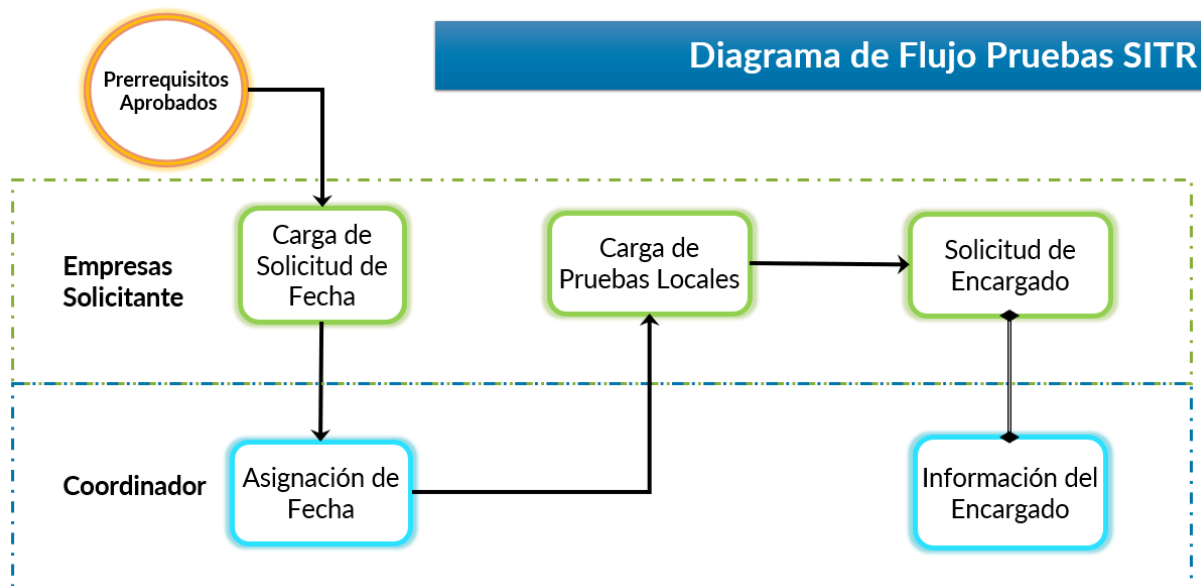 Diagrama de Flujo Pruebas SITR
Prerrequisitos
Aprobados
Empresas
Solicitante
Carga de
Solicitud de
Fecha
Carga de
Pruebas Locales
Solicitud de
Encargado
Coordinador
Asignación de
Fecha
Información del
Encargado